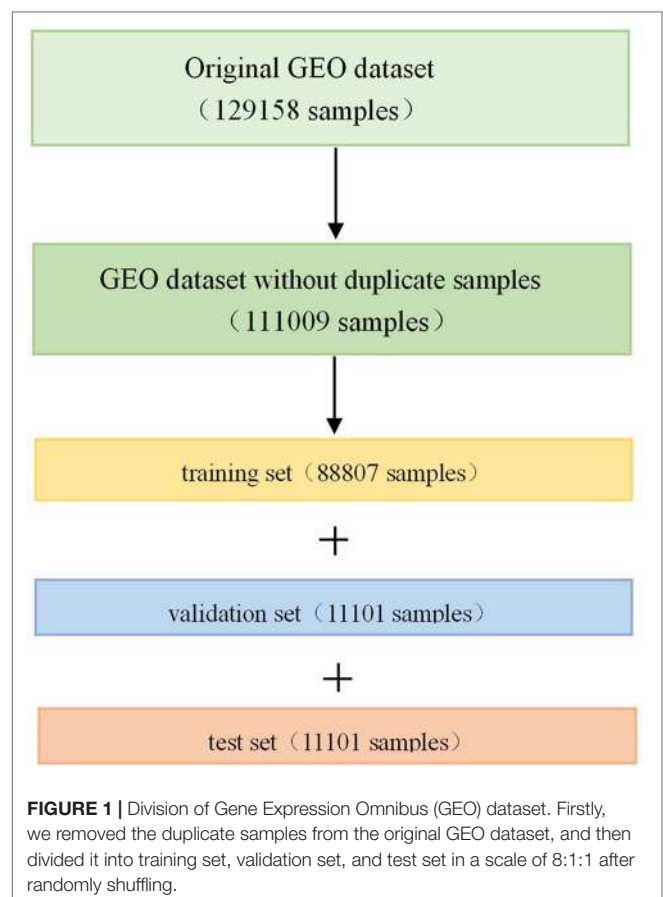 Original GEO dataset
（129158 samples）
GEO dataset without duplicate samples
（111009 samples）
training set（88807 samples）
+
validation set（11101 samples）
+
test set（11101 samples）
FIGURE 1 | Division of Gene Expression Omnibus (GEO) dataset. Firstly,
we removed the duplicate samples from the original GEO dataset, and then
divided it into training set, validation set, and test set in a scale of 8:1:1 after
randomly shuffling.